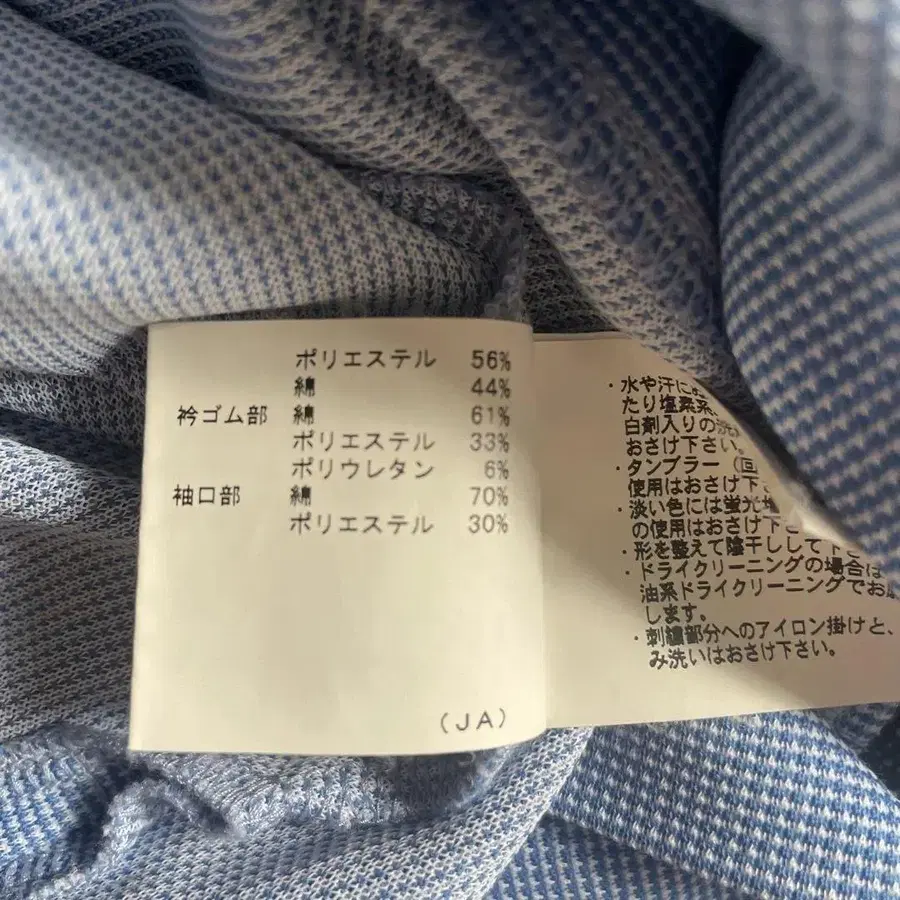 ポリエステル 56%
綿 44%
衿ゴム部 綿 61%
ポリエステル 33%
ポリウレタン 6%
袖口部 綿 70%
ポリエステル 30%
(JA)
・水や汗に
たり塩素系
白剤入りの洗
おさけ下さい。
・タンブラー(回
使用はおさけ下さ
・淡い色には蛍光増
の使用はおさけ下さ
・形を整えて陰干しして下さ
・ドライクリーニングの場合は
油系ドライクリーニングでお
します。
・刺繍部分へのアイロン掛けと、
み洗いはおさけ下さい。